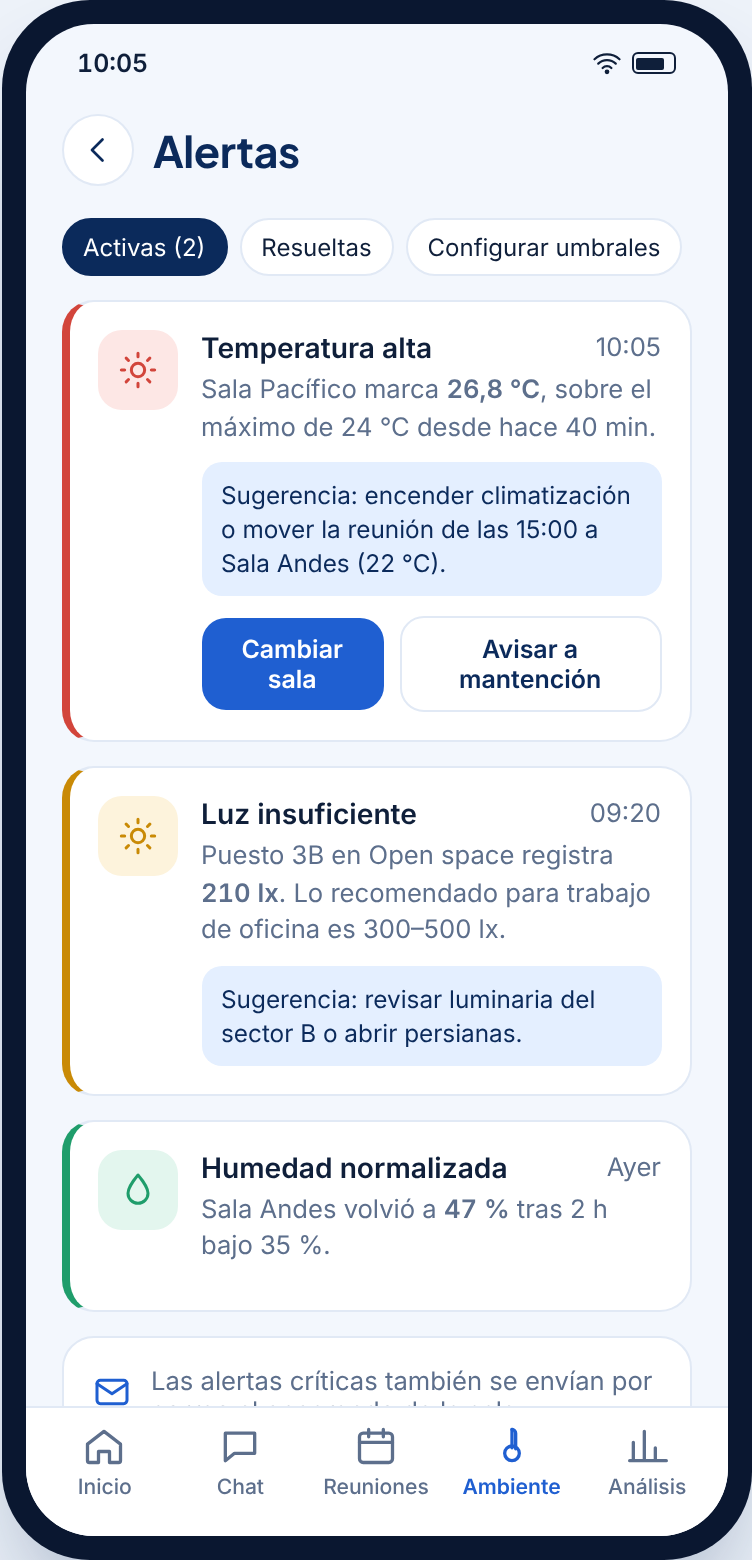 10:05
Alertas
Activas (2)
Resueltas
Configurar umbrales
Temperatura alta
10:05
Sala Pacífico marca 26,8 °C, sobre el
máximo de 24 °C desde hace 40 min.
Sugerencia: encender climatización
o mover la reunión de las 15:00 a
Sala Andes (22 °C).
Cambiar
sala
Avisar a
mantención
Luz insuficiente
09:20
Puesto 3B en Open space registra
210 lx. Lo recomendado para trabajo
de oficina es 300–500 lx.
Sugerencia: revisar luminaria del
sector B o abrir persianas.
Humedad normalizada
Ayer
Sala Andes volvió a 47 % tras 2 h
bajo 35 %.
Las alertas críticas también se envían por
Inicio
Chat
Reuniones
Ambiente
Análisis